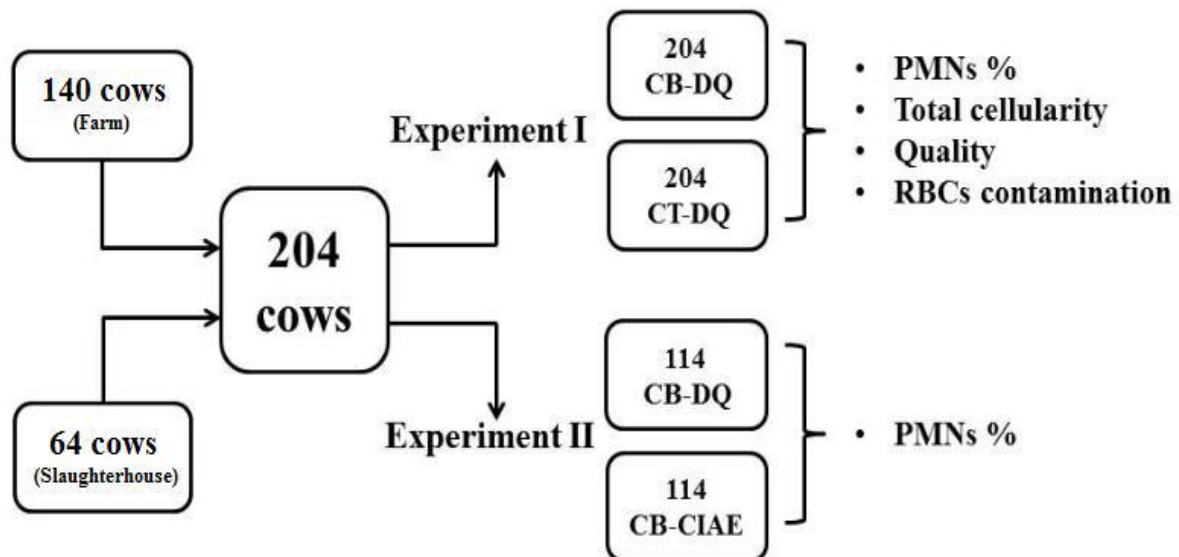 140 cows
(Farm)
64 cows
(Slaughterhouse)
204
cows
Experiment I
204
CB-DQ
204
CT-DQ
• PMNs %
• Total cellularity
• Quality
• RBCs contamination
Experiment II
114
CB-DQ
114
CB-CIAE
• PMNs %